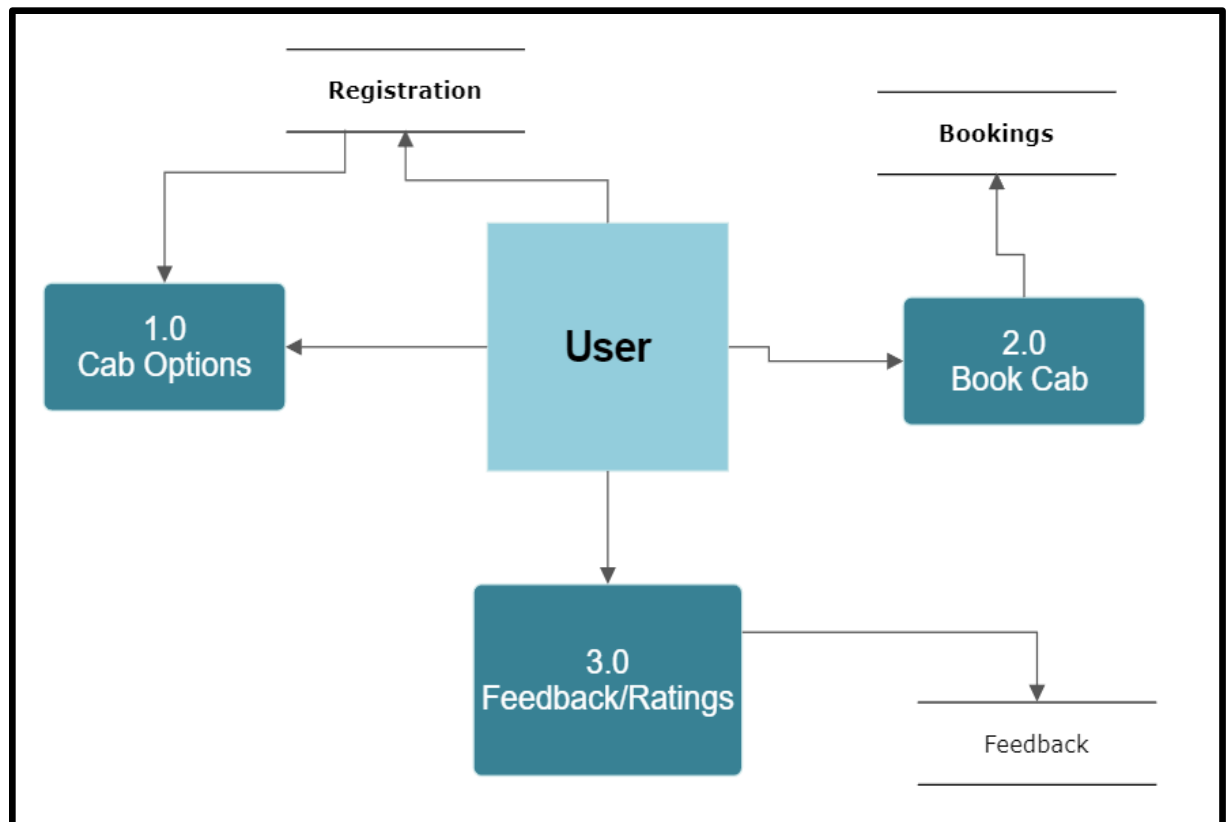 Registration
Bookings
1.0
Cab Options
User
2.0
Book Cab
3.0
Feedback/Ratings
Feedback